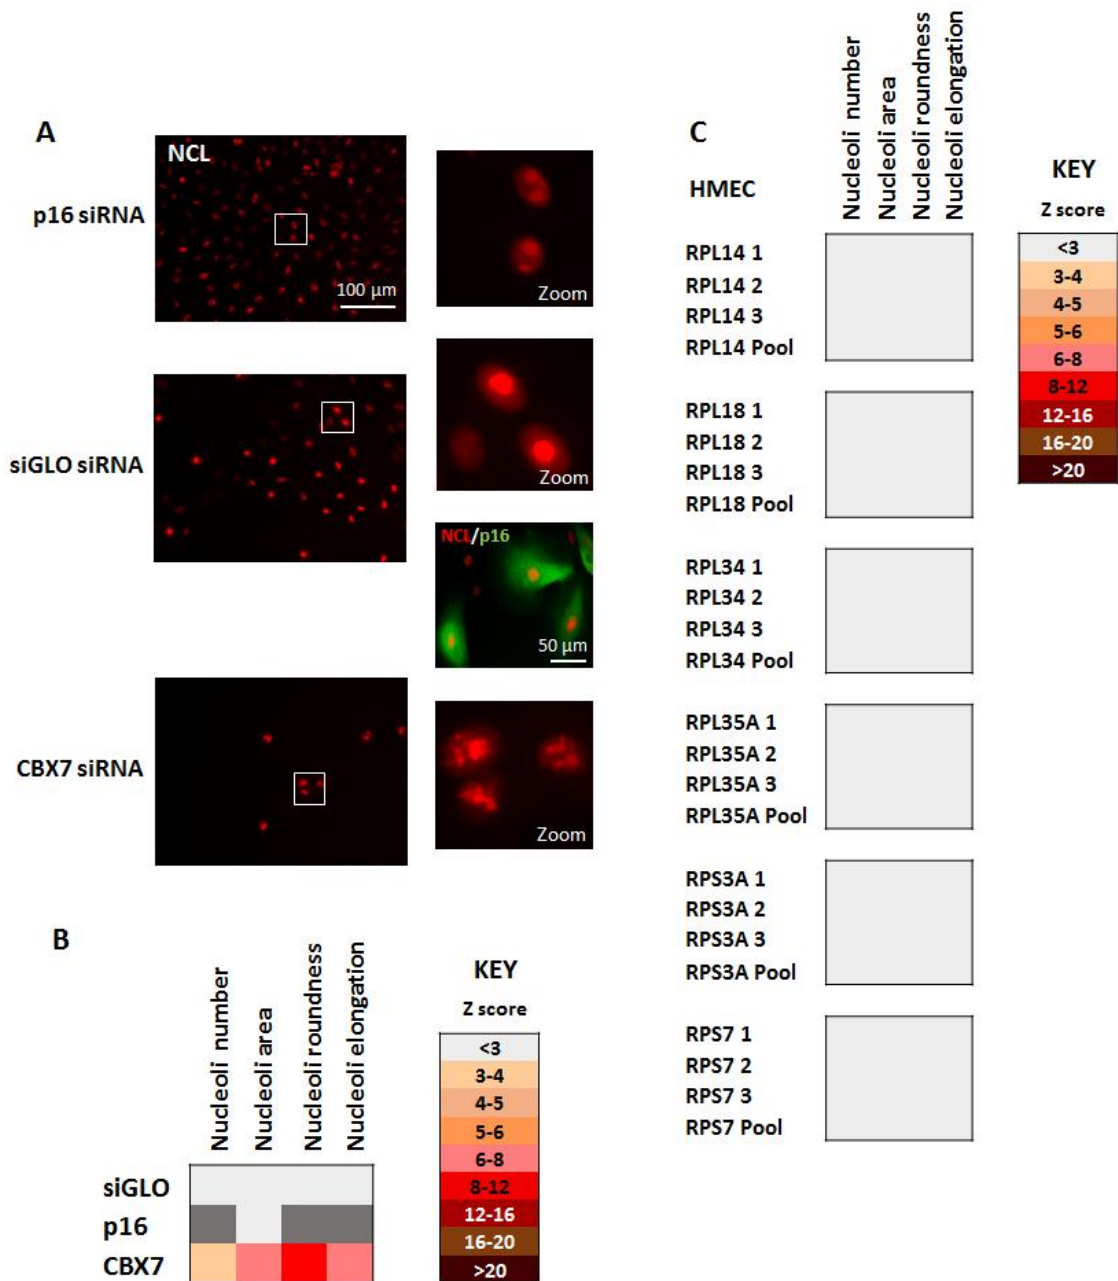 A
NCL
p16 siRNA
100 µm
Zoom
siGLO siRNA
Zoom
NCL/p16
50 µm
CBX7 siRNA
Zoom
B
Nucleoli number
Nucleoli area
Nucleoli roundness
Nucleoli elongation
siGLO
p16
CBX7
KEY
Z score
<3
3-4
4-5
5-6
6-8
8-12
12-16
16-20
>20
C
HMEC
Nucleoli number
Nucleoli area
Nucleoli roundness
Nucleoli elongation
RPL14 1
RPL14 2
RPL14 3
RPL14 Pool
RPL18 1
RPL18 2
RPL18 3
RPL18 Pool
RPL34 1
RPL34 2
RPL34 3
RPL34 Pool
RPL35A 1
RPL35A 2
RPL35A 3
RPL35A Pool
RPS3A 1
RPS3A 2
RPS3A 3
RPS3A Pool
RPS7 1
RPS7 2
RPS7 3
RPS7 Pool
KEY
Z score
<3
3-4
4-5
5-6
6-8
8-12
12-16
16-20
>20